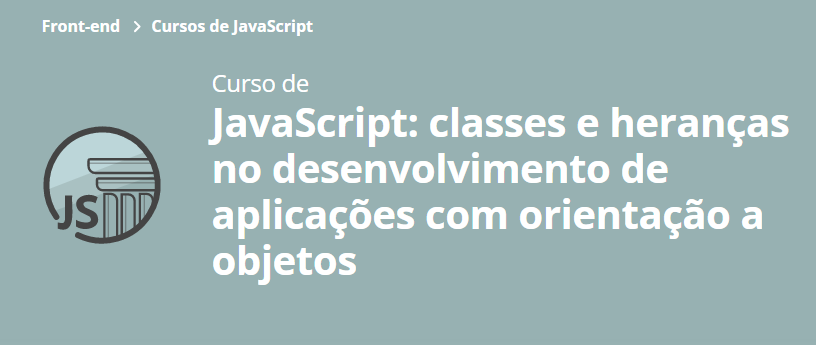 Front-end > Cursos de JavaScript
Curso de
JavaScript: classes e heranças
no desenvolvimento de
aplicações com orientação a
objetos
JS